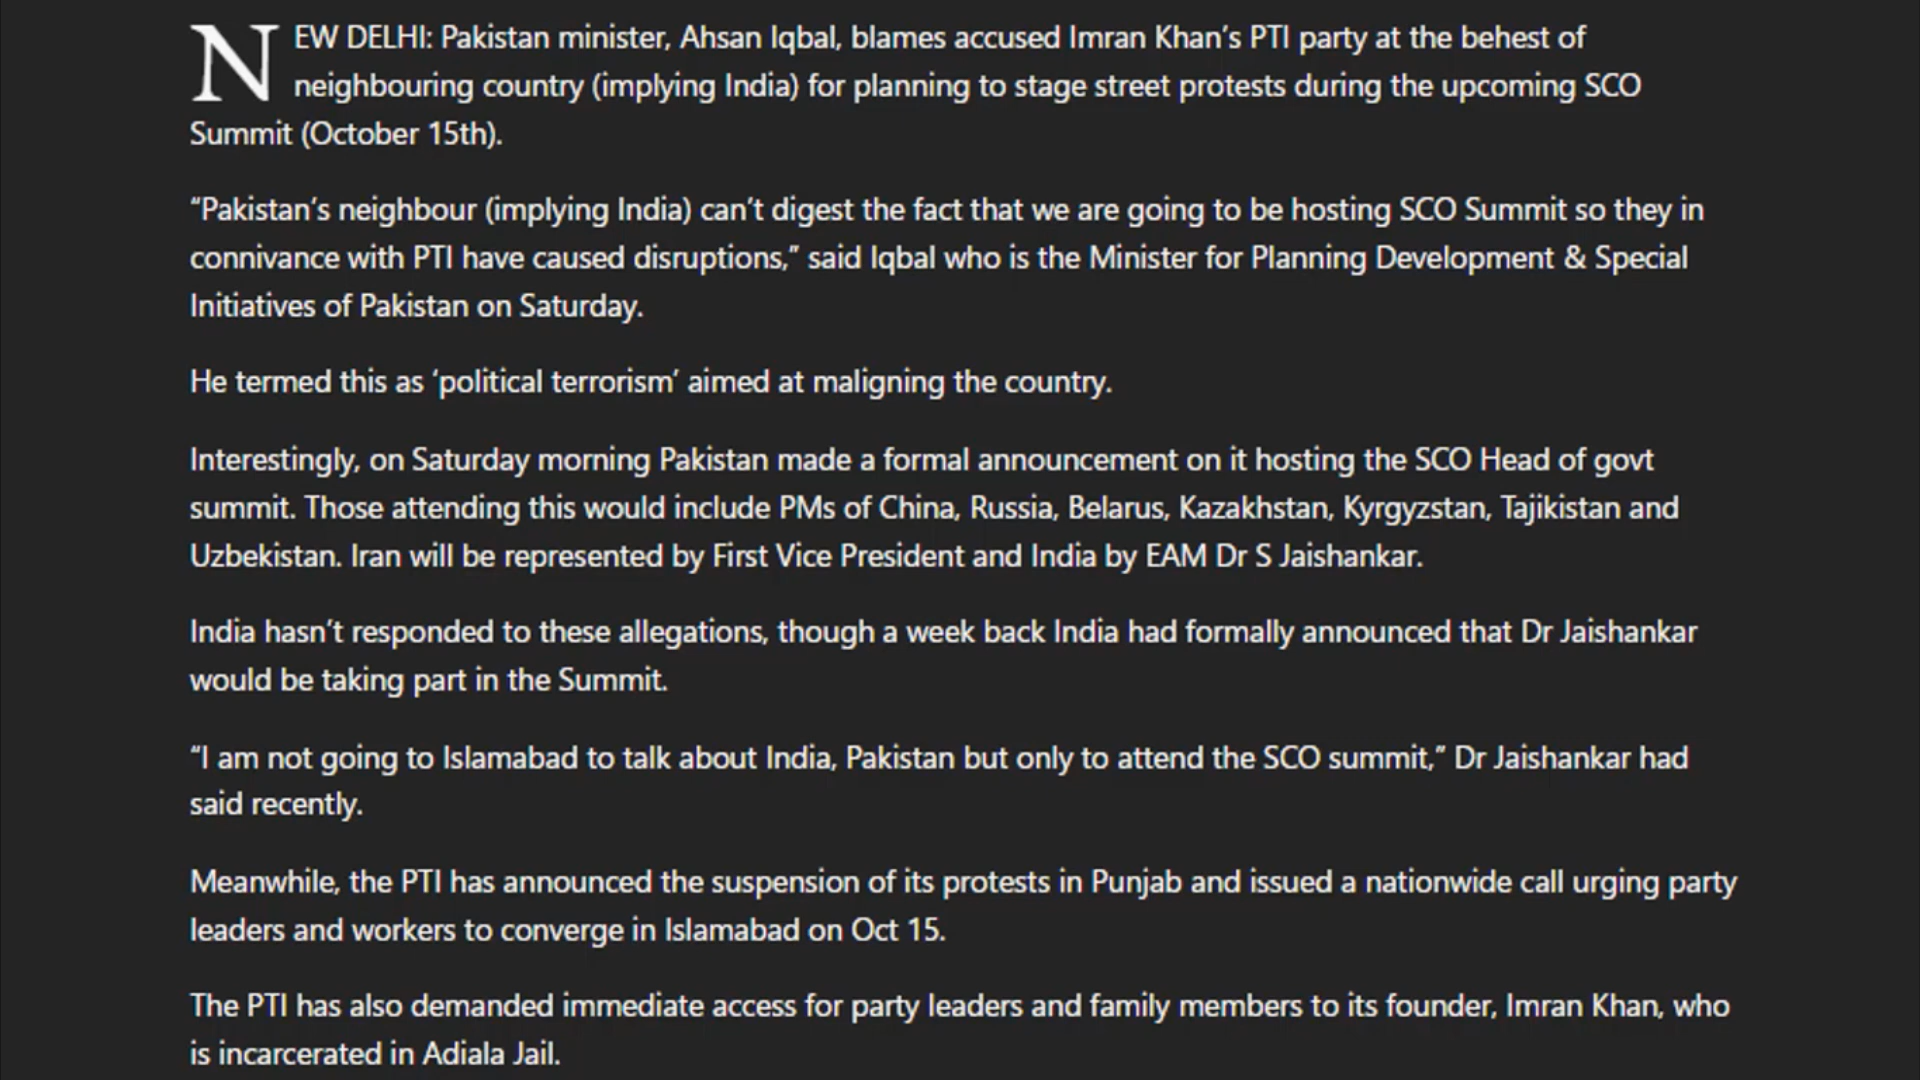 NEW DELHI: Pakistan minister, Ahsan Iqbal, blames accused Imran Khan’s PTI party at the behest of
neighbouring country (implying India) for planning to stage street protests during the upcoming SCO
Summit (October 15th).
“Pakistan’s neighbour (implying India) can’t digest the fact that we are going to be hosting SCO Summit so they in
connivance with PTI have caused disruptions,” said Iqbal who is the Minister for Planning Development & Special
Initiatives of Pakistan on Saturday.
He termed this as ‘political terrorism’ aimed at maligning the country.
Interestingly, on Saturday morning Pakistan made a formal announcement on it hosting the SCO Head of govt
summit. Those attending this would include PMs of China, Russia, Belarus, Kazakhstan, Kyrgyzstan, Tajikistan and
Uzbekistan. Iran will be represented by First Vice President and India by EAM Dr S Jaishankar.
India hasn’t responded to these allegations, though a week back India had formally announced that Dr Jaishankar
would be taking part in the Summit.
“I am not going to Islamabad to talk about India, Pakistan but only to attend the SCO summit,” Dr Jaishankar had
said recently.
Meanwhile, the PTI has announced the suspension of its protests in Punjab and issued a nationwide call urging party
leaders and workers to converge in Islamabad on Oct 15.
The PTI has also demanded immediate access for party leaders and family members to its founder, Imran Khan, who
is incarcerated in Adiala Jail.